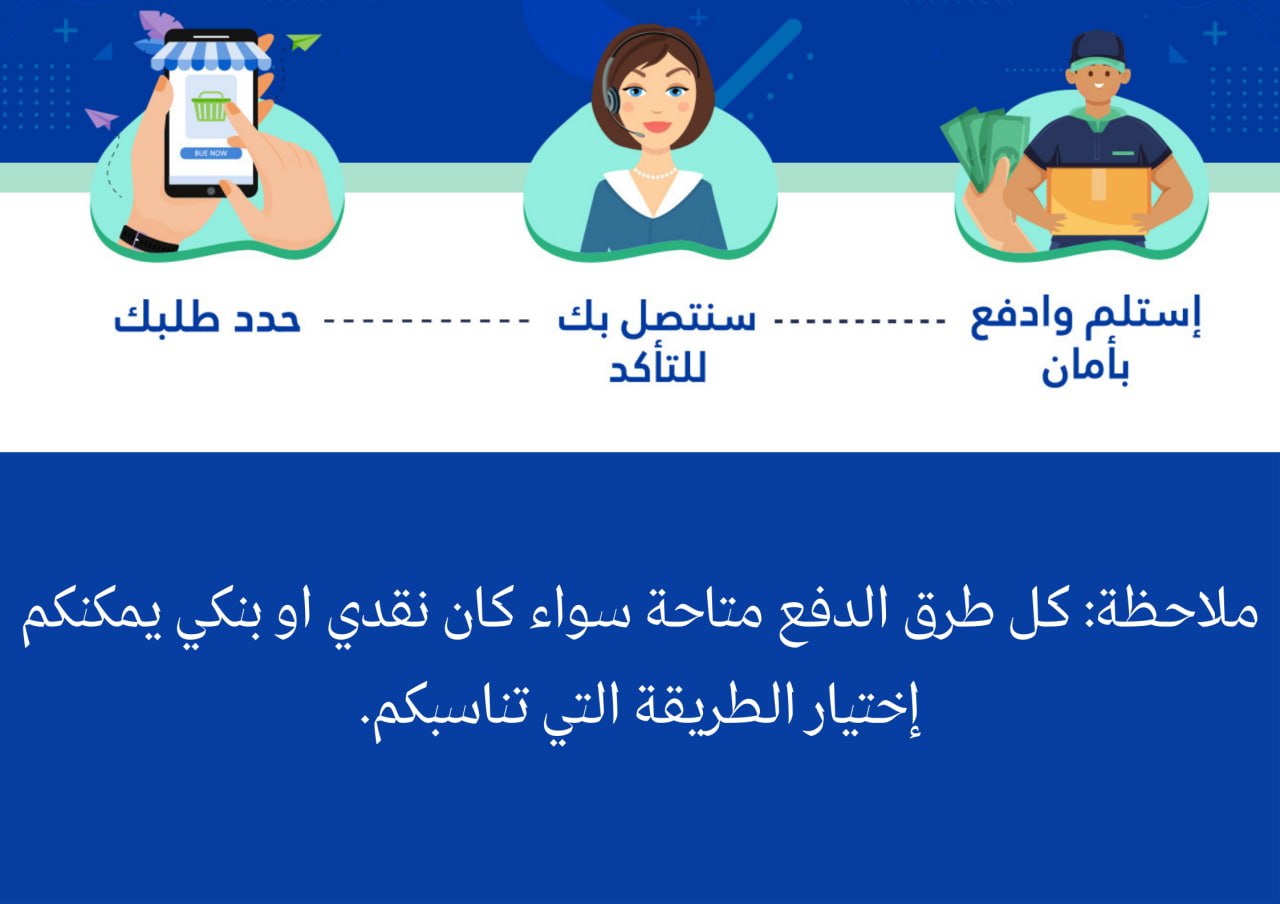 BUE NOW
حدد طلبك
سنتصل بك
للتأكد
إستلم وادفع
بأمان
ملاحظة: كل طرق الدفع متاحة سواء كان نقدي او بنكي يمكنكم
إختيار الطريقة التي تناسبكم.